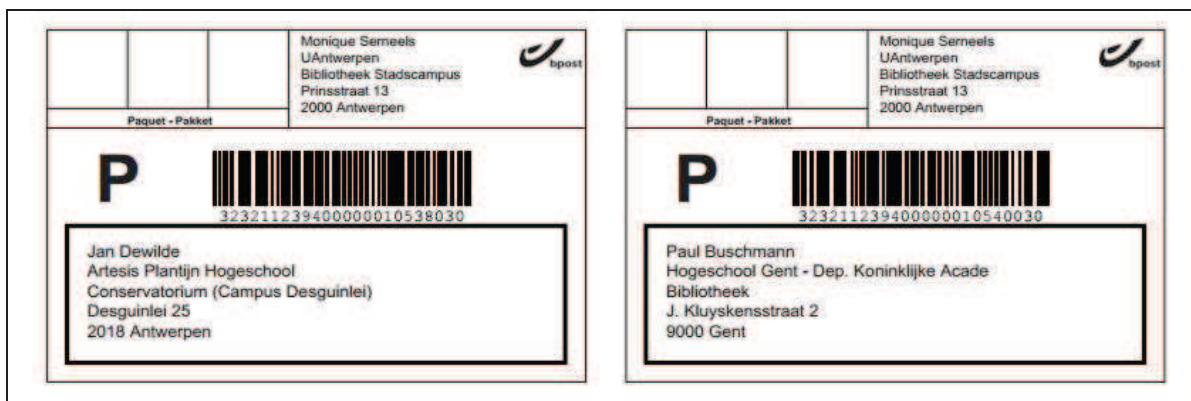 Monique Serneels
UAntwerpen
Bibliotheek Stadscampus
Prinsstraat 13
2000 Antwerpen
bpost
Paquet - Pakket
P
323211239400000010538030
Jan Dewilde
Artesis Plantijn Hogeschool
Conservatorium (Campus Desguinlei)
Desguinlei 25
2018 Antwerpen
Monique Serneels
UAntwerpen
Bibliotheek Stadscampus
Prinsstraat 13
2000 Antwerpen
bpost
Paquet - Pakket
P
323211239400000010540030
Paul Buschmann
Hogeschool Gent - Dep. Koninklijke Acade
Bibliotheek
J. Kluyskensstraat 2
9000 Gent